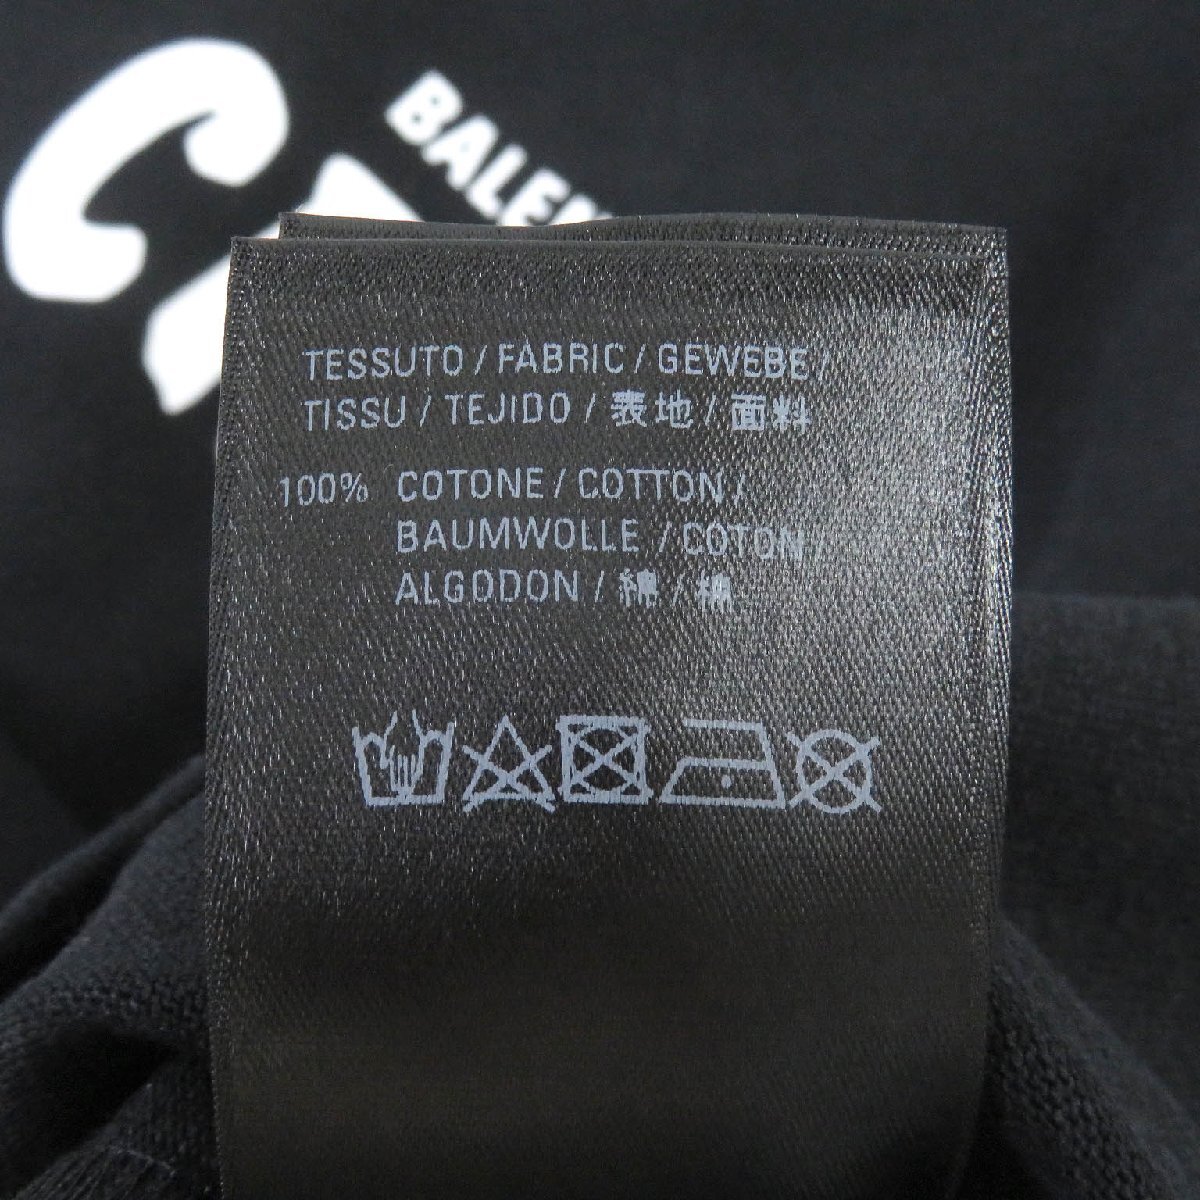 BALEN
TESSUTO / FABRIC / GEWEBE /
TISSU / TEJIDO / 表地 / 面料
100% COTONE / COTTON /
BAUMWOLLE / COTON /
ALGODON / 綿 / 棉